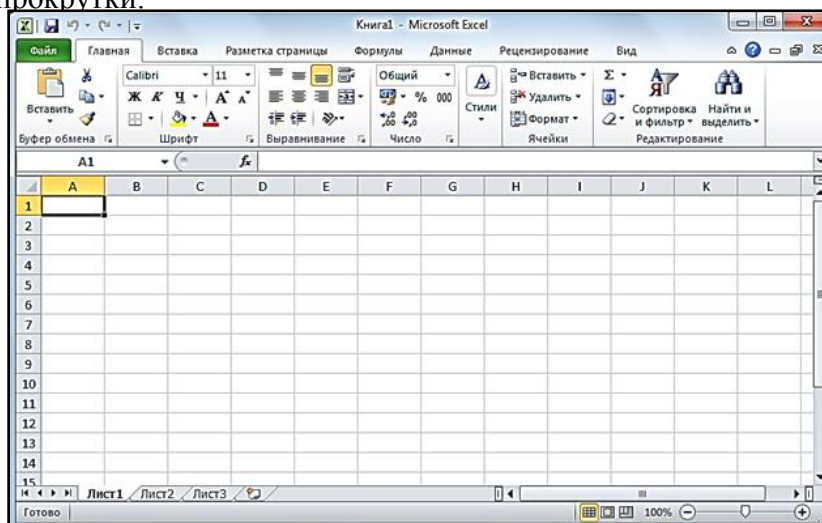 прокрутки.
Книга1 - Microsoft Excel
Файл Главная Вставка Разметка страницы Формулы Данные Рецензирование Вид
Calibri 11 Общий Вставить Σ
Вставить Ж К Ч А А % 000 Стили Удалить Сортировка и фильтр Найти и выделить
А Формат
Буфер обмена Шрифт Выравнивание Число Ячейки Редактирование
A1 fx
A B C D E F G H I J K L
1
2
3
4
5
6
7
8
9
10
11
12
13
14
15
Лист1 Лист2 Лист3
Готово 100%